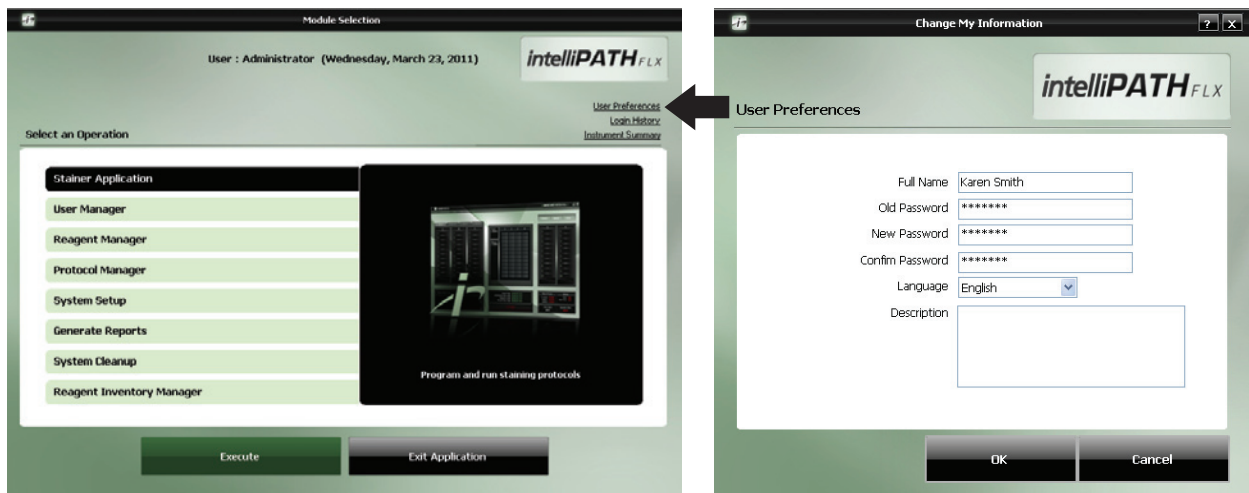 Module Selection
User : Administrator (Wednesday, March 23, 2011)
intelliPATH FLX
User Preferences
Login History
Instrument Summary
Select an Operation
Stainer Application
User Manager
Reagent Manager
Protocol Manager
System Setup
Generate Reports
System Cleanup
Reagent Inventory Manager
Program and run staining protocols
Execute
Exit Application
Change My Information
? X
intelliPATH FLX
User Preferences
Full Name Karen Smith
Old Password *******
New Password *******
Confim Password *******
Language English
Description
OK
Cancel